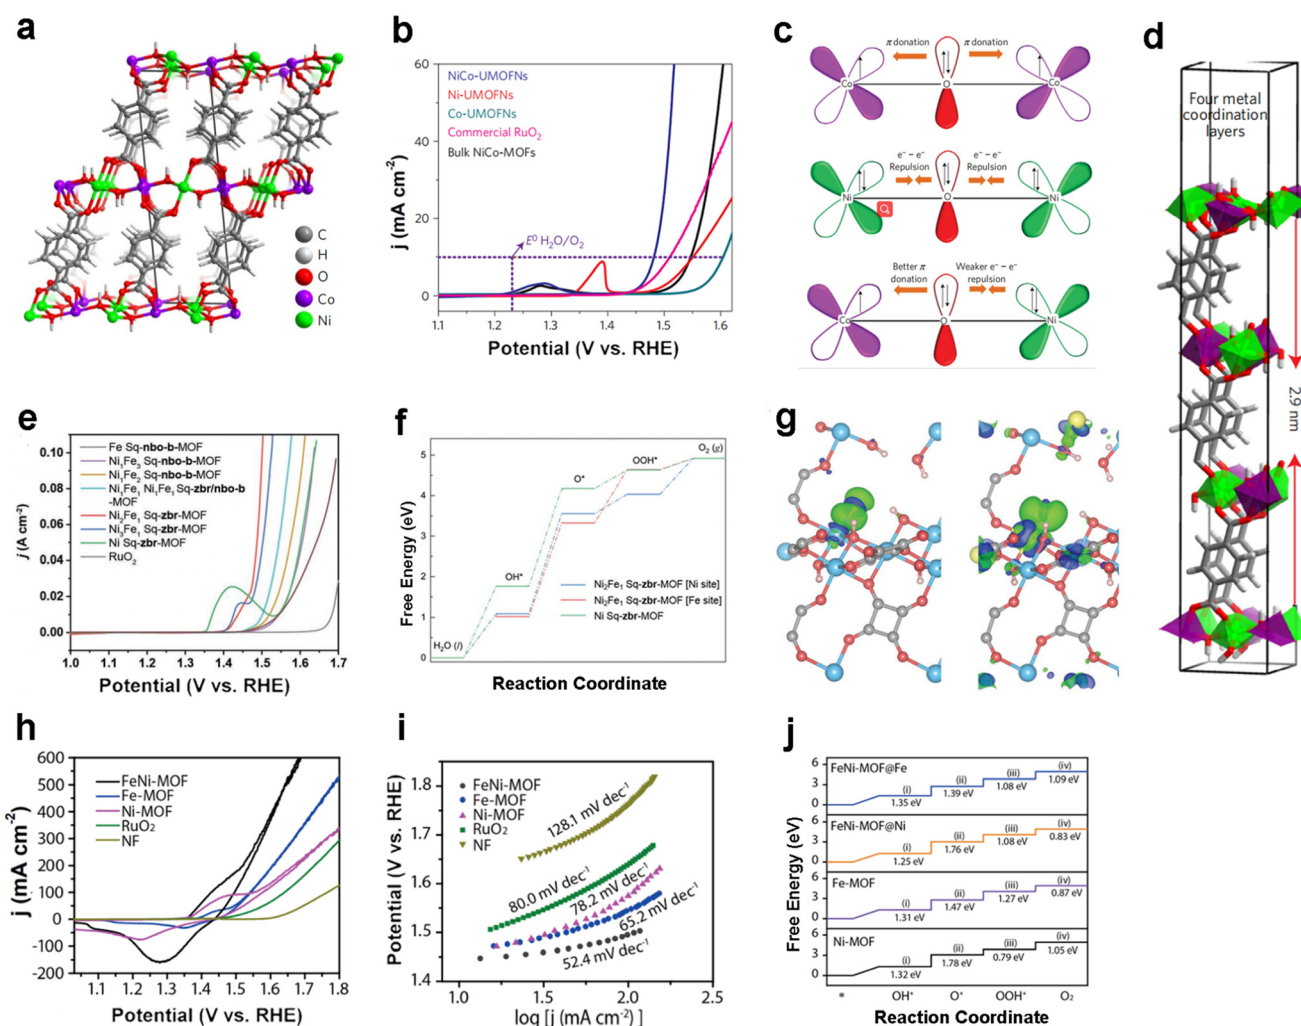 a
C
H
O
Co
Ni
b
j (mA cm⁻²)
60
40
20
0
NiCo-UMOFNs
Ni-UMOFNs
Co-UMOFNs
Commercial RuO₂
Bulk NiCo-MOFs
E⁰ H₂O/O₂
1.1 1.2 1.3 1.4 1.5 1.6
Potential (V vs. RHE)
c
π donation π donation
Co O Co
e⁻ – e⁻ e⁻ – e⁻
Repulsion Repulsion
Ni O Ni
Better π Weaker e⁻ – e⁻
donation repulsion
Co O Ni
d
Four metal
coordination
layers
2.9 nm
e
j (A cm⁻²)
0.10
0.08
0.06
0.04
0.02
0.00
Fe Sq-nbo-b-MOF
Ni₁Fe₃ Sq-nbo-b-MOF
Ni₁Fe₂ Sq-nbo-b-MOF
Ni₁Fe₁ Ni₁Fe₁ Sq-zbr/nbo-b
-MOF
Ni₂Fe₁ Sq-zbr-MOF
Ni₃Fe₁ Sq-zbr-MOF
Ni Sq-zbr-MOF
RuO₂
1.0 1.1 1.2 1.3 1.4 1.5 1.6 1.7
Potential (V vs. RHE)
f
Free Energy (eV)
5
4
3
2
1
0
H₂O (l)
OH*
O*
OOH*
O₂ (g)
Ni₂Fe₁ Sq-zbr-MOF [Ni site]
Ni₂Fe₁ Sq-zbr-MOF [Fe site]
Ni Sq-zbr-MOF
Reaction Coordinate
g
h
j (mA cm⁻²)
600
500
400
300
200
100
0
-100
-200
FeNi-MOF
Fe-MOF
Ni-MOF
RuO₂
NF
1.1 1.2 1.3 1.4 1.5 1.6 1.7 1.8
Potential (V vs. RHE)
i
Potential (V vs. RHE)
1.8
1.7
1.6
1.5
1.4
FeNi-MOF
Fe-MOF
Ni-MOF
RuO₂
NF
128.1 mV dec⁻¹
80.0 mV dec⁻¹
78.2 mV dec⁻¹
65.2 mV dec⁻¹
52.4 mV dec⁻¹
1.0 1.5 2.0 2.5
log [j (mA cm⁻²)
j
Free Energy (eV)
6
3
0
FeNi-MOF@Fe
(i) (ii) (iii) (iv)
1.35 eV 1.39 eV 1.08 eV 1.09 eV
6
3
0
FeNi-MOF@Ni
(i) (ii) (iii) (iv)
1.25 eV 1.76 eV 1.08 eV 0.83 eV
6
3
0
Fe-MOF
(i) (ii) (iii) (iv)
1.31 eV 1.47 eV 1.27 eV 0.87 eV
6
3
0
Ni-MOF
(i) (ii) (iii) (iv)
1.32 eV 1.78 eV 0.79 eV 1.05 eV
* OH* O* OOH* O₂
Reaction Coordinate